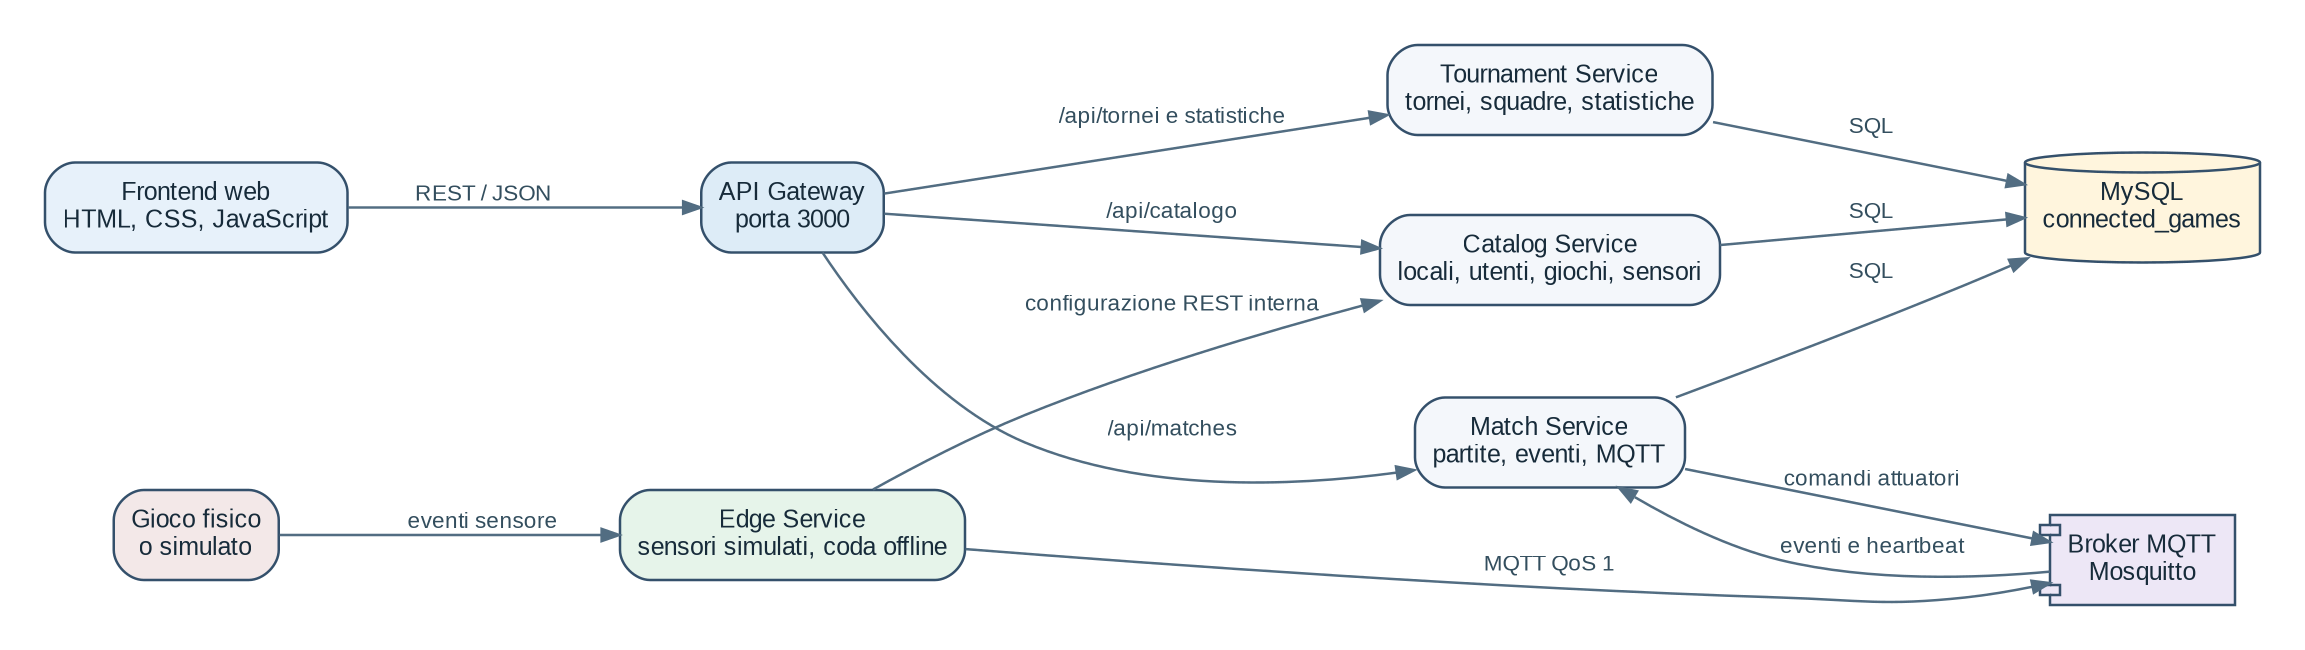 Tournament Service
tornei, squadre, statistiche
/api/tornei e statistiche
SQL
Frontend web
HTML, CSS, JavaScript
REST / JSON
API Gateway
porta 3000
/api/catalogo
Catalog Service
locali, utenti, giochi, sensori
SQL
MySQL
connected_games
configurazione REST interna
SQL
/api/matches
Match Service
partite, eventi, MQTT
comandi attuatori
Gioco fisico
o simulato
eventi sensore
Edge Service
sensori simulati, coda offline
MQTT QoS 1
eventi e heartbeat
Broker MQTT
Mosquitto